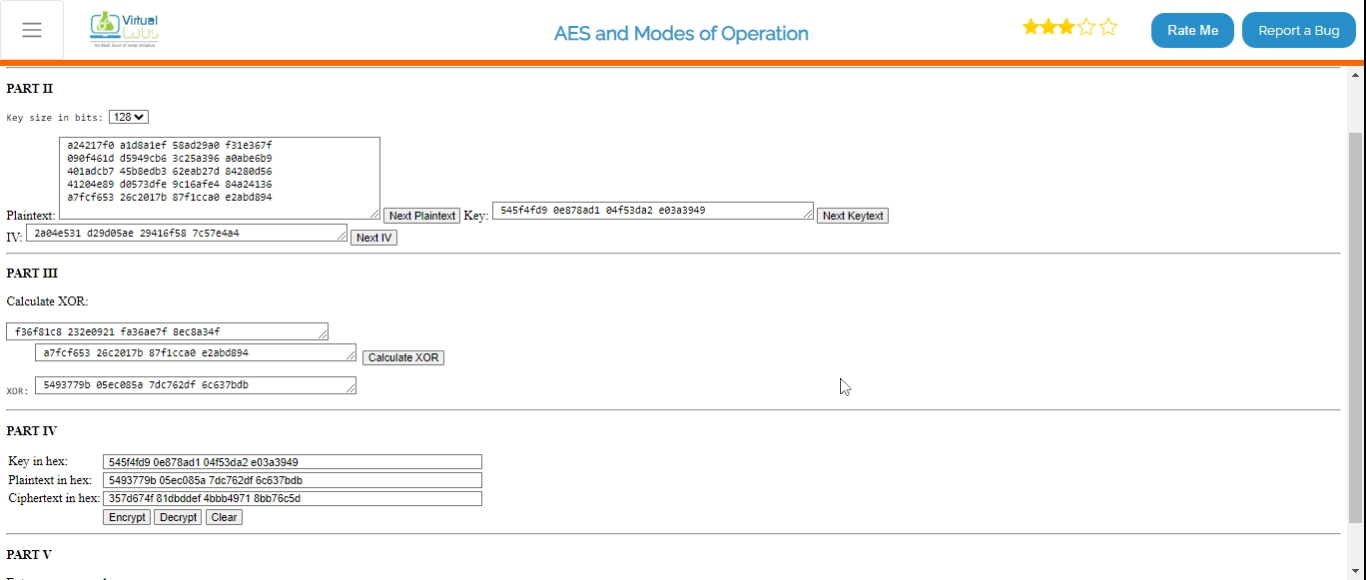 Virtual
Labs
An MoE Govt of India Initiative
AES and Modes of Operation
Rate Me
Report a Bug
PART II
Key size in bits: 128
a24217f0 a1d8a1ef 58ad29a0 f31e367f
090f461d d5949cb6 3c25a396 a0abe6b9
401adcb7 45b8edb3 62eab27d 84280d56
41204e89 d0573dfe 9c16afe4 84a24136
a7fcf653 26c2017b 87f1cca0 e2abd894
Plaintext: Next Plaintext Key: 545f4fd9 0e878ad1 04f53da2 e03a3949 Next Keytext
IV: 2a04e531 d29d05ae 29416f58 7c57e4a4 Next IV
PART III
Calculate XOR:
f36f81c8 232e0921 fa36ae7f 8ec8a34f
a7fcf653 26c2017b 87f1cca0 e2abd894 Calculate XOR
XOR: 5493779b 05ec085a 7dc762df 6c637bdb
PART IV
Key in hex: 545f4fd9 0e878ad1 04f53da2 e03a3949
Plaintext in hex: 5493779b 05ec085a 7dc762df 6c637bdb
Ciphertext in hex: 357d674f 81dbddef 4bbb4971 8bb76c5d
Encrypt Decrypt Clear
PART V